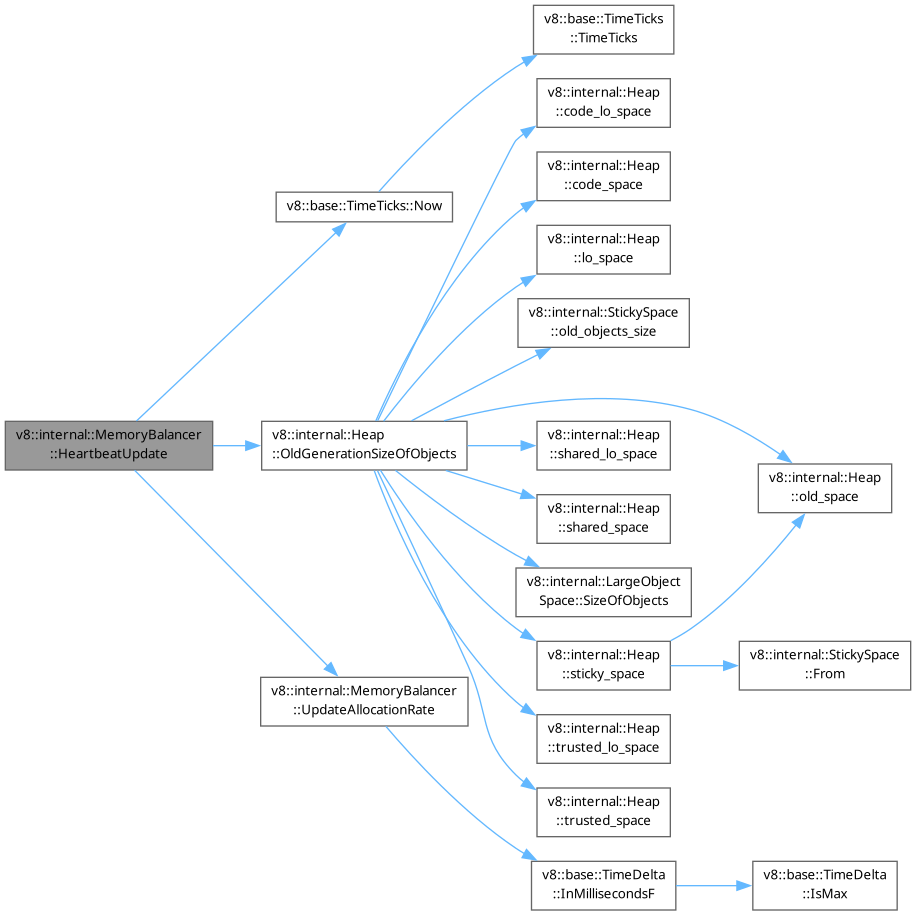 v8::base::TimeTicks
::TimeTicks
v8::internal::Heap
::code_lo_space
v8::internal::Heap
::code_space
v8::base::TimeTicks::Now
v8::internal::Heap
::lo_space
v8::internal::StickySpace
::old_objects_size
v8::internal::MemoryBalancer
::HeartbeatUpdate
v8::internal::Heap
::OldGenerationSizeOfObjects
v8::internal::Heap
::shared_lo_space
v8::internal::Heap
::old_space
v8::internal::Heap
::shared_space
v8::internal::LargeObject
Space::SizeOfObjects
v8::internal::Heap
::sticky_space
v8::internal::StickySpace
::From
v8::internal::MemoryBalancer
::UpdateAllocationRate
v8::internal::Heap
::trusted_lo_space
v8::internal::Heap
::trusted_space
v8::base::TimeDelta
::InMillisecondsF
v8::base::TimeDelta
::IsMax